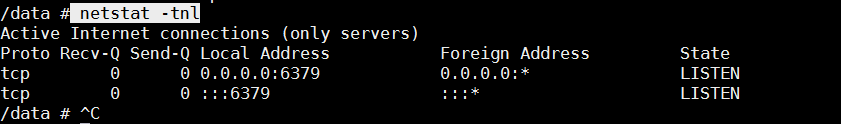 /data # netstat -tnl
Active Internet connections (only servers)
Proto Recv-Q Send-Q Local Address           Foreign Address         State
tcp        0      0 0.0.0.0:6379            0.0.0.0:*               LISTEN
tcp        0      0 :::6379                 :::*                    LISTEN
/data # ^C